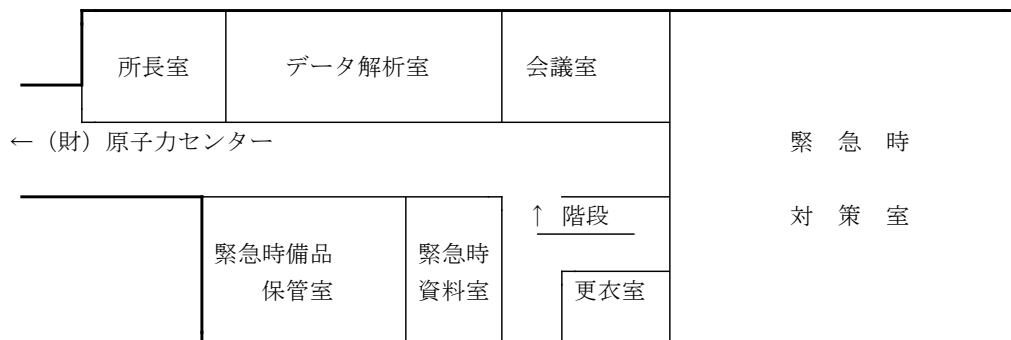 所長室 データ解析室 会議室
← (財) 原子力センター
緊 急 時
対 策 室
↑ 階段
緊急時備品
保管室
緊急時
資料室
更衣室